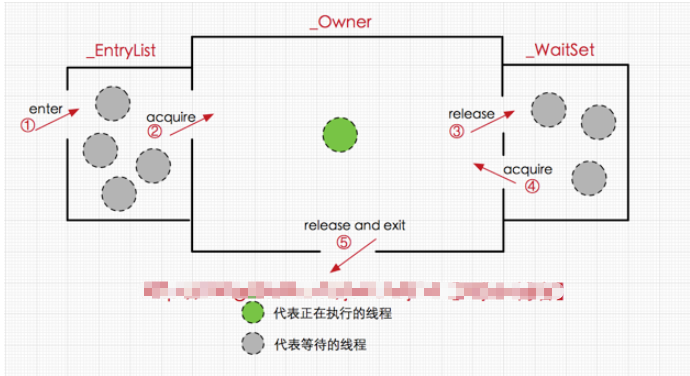 _Owner
_EntryList
_WaitSet
enter
①
acquire
②
release
③
acquire
④
release and exit
⑤
代表正在执行的线程
代表等待的线程